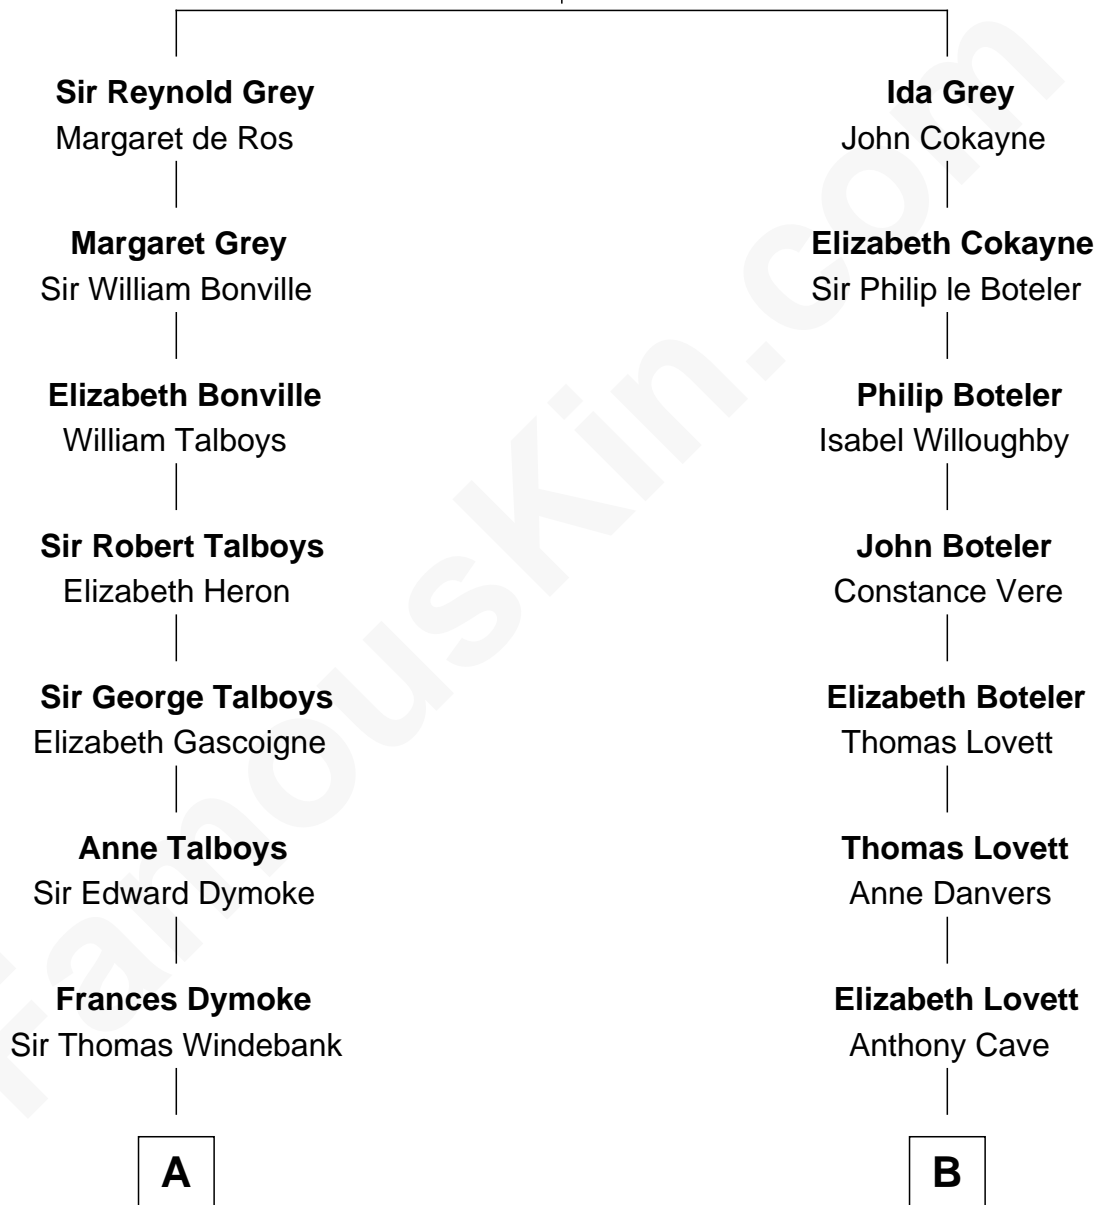 Sir Reynold Grey
Margaret de Ros
Margaret Grey
Sir William Bonville
Elizabeth Bonville
William Talboys
Sir Robert Talboys
Elizabeth Heron
Sir George Talboys
Elizabeth Gascoigne
Anne Talboys
Sir Edward Dymoke
Frances Dymoke
Sir Thomas Windebank
A
Ida Grey
John Cokayne
Elizabeth Cokayne
Sir Philip le Boteler
Philip Boteler
Isabel Willoughby
John Boteler
Constance Vere
Elizabeth Boteler
Thomas Lovett
Thomas Lovett
Anne Danvers
Elizabeth Lovett
Anthony Cave
B
FamousKin.com